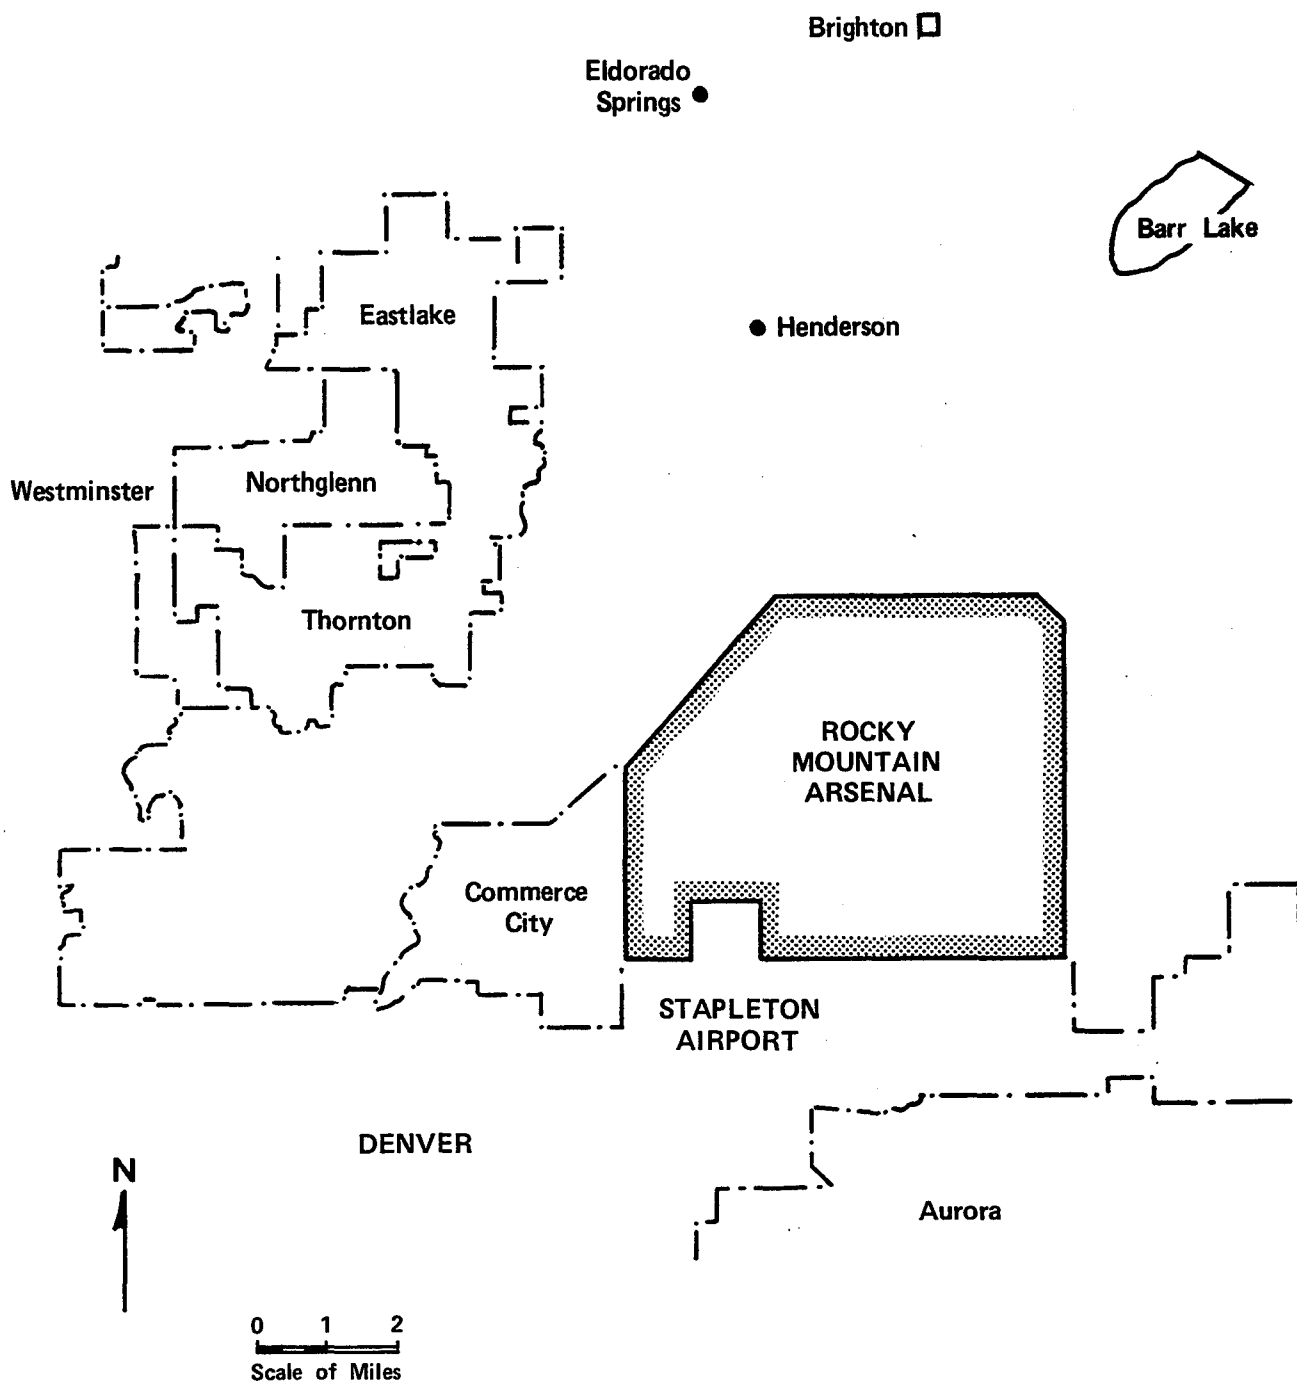 Brighton
Eldorado
Springs
Barr Lake
Eastlake
Henderson
Northglenn
Westminster
Thornton
ROCKY
MOUNTAIN
ARSENAL
Commerce
City
STAPLETON
AIRPORT
DENVER
N
Aurora
0 1 2
Scale of Miles